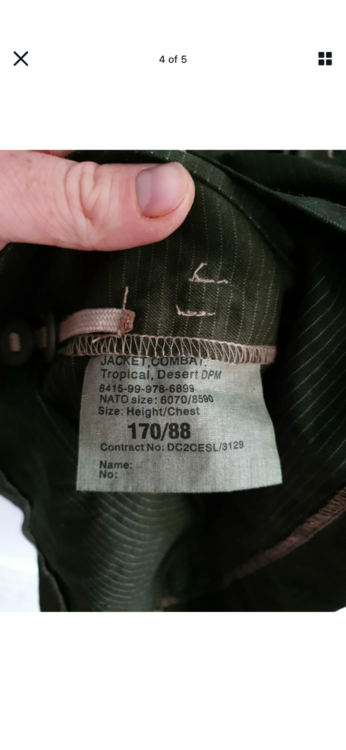 4 of 5
JACKET, COMBAT.
Tropical, Desert DPM
8415-99-978-6899
NATO size: 6070/8590
Size: Height/Chest
170/88
Contract No: DC2CESL/3129
Name:
No: